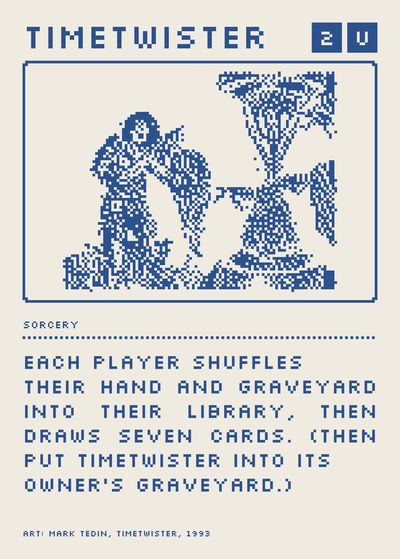 TIMETWISTER 2 U
SORCERY
EACH PLAYER SHUFFLES
THEIR HAND AND GRAVEYARD
INTO THEIR LIBRARY, THEN
DRAWS SEVEN CARDS. (THEN
PUT TIMETWISTER INTO ITS
OWNER'S GRAVEYARD.)
ART: MARK TEDIN, TIMETWISTER, 1993